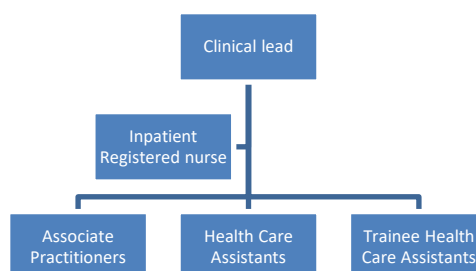 Clinical lead
Inpatient
Registered nurse
Associate
Practitioners
Health Care
Assistants
Trainee Health
Care Assistants